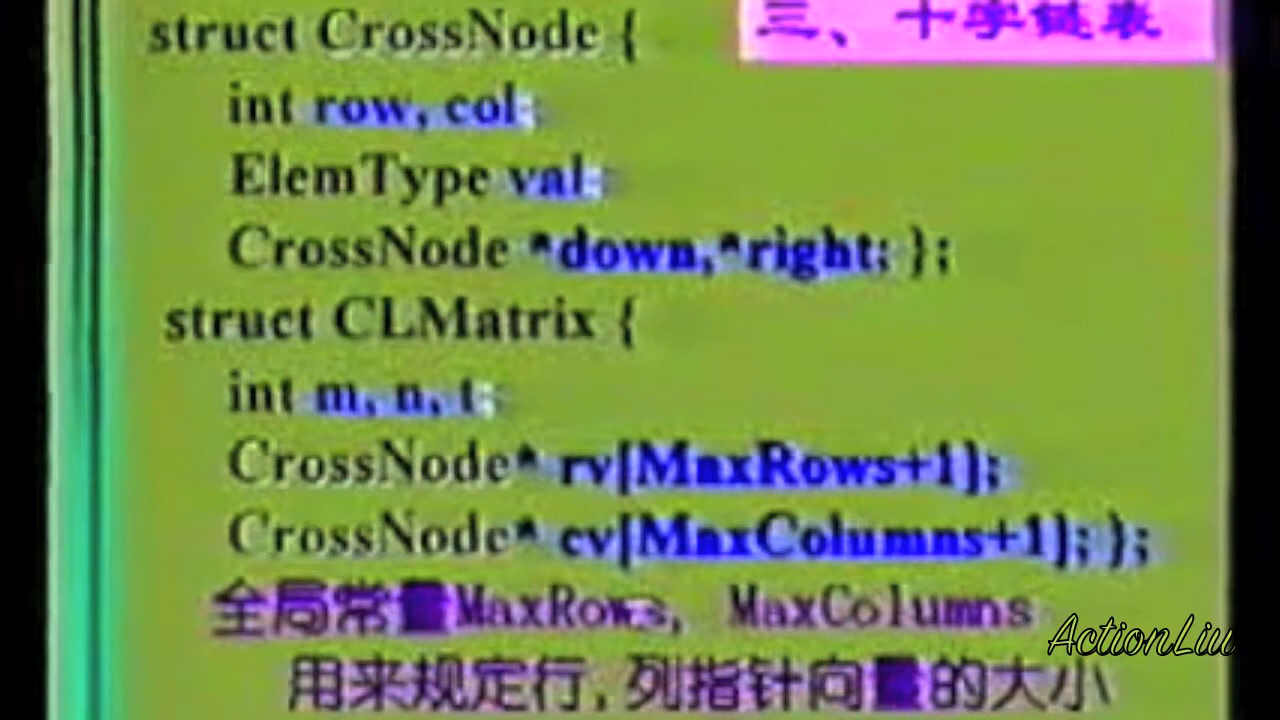 三、十字链表
struct CrossNode {
int row, col;
ElemType val;
CrossNode *down,*right; };
struct CLMatrix {
int m, n, t;
CrossNode* rv[MaxRows+1];
CrossNode* cv[MaxColumns+1]; };
全局常量MaxRows, MaxColumns
用来规定行,列指针向量的大小
ActionLiu